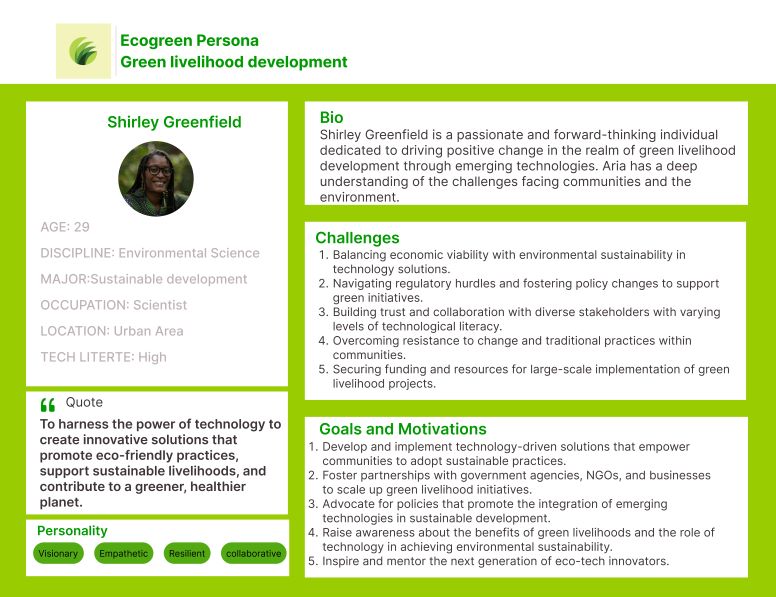 Ecogreen Persona
Green livelihood development
Shirley Greenfield
AGE: 29
DISCIPLINE: Environmental Science
MAJOR:Sustainable development
OCCUPATION: Scientist
LOCATION: Urban Area
TECH LITERTE: High
“ Quote
To harness the power of technology to
create innovative solutions that
promote eco-friendly practices,
support sustainable livelihoods, and
contribute to a greener, healthier
planet.
Personality
Visionary Empathetic Resilient collaborative
Bio
Shirley Greenfield is a passionate and forward-thinking individual
dedicated to driving positive change in the realm of green livelihood
development through emerging technologies. Aria has a deep
understanding of the challenges facing communities and the
environment.
Challenges
1. Balancing economic viability with environmental sustainability in
technology solutions.
2. Navigating regulatory hurdles and fostering policy changes to support
green initiatives.
3. Building trust and collaboration with diverse stakeholders with varying
levels of technological literacy.
4. Overcoming resistance to change and traditional practices within
communities.
5. Securing funding and resources for large-scale implementation of green
livelihood projects.
Goals and Motivations
1. Develop and implement technology-driven solutions that empower
communities to adopt sustainable practices.
2. Foster partnerships with government agencies, NGOs, and businesses
to scale up green livelihood initiatives.
3. Advocate for policies that promote the integration of emerging
technologies in sustainable development.
4. Raise awareness about the benefits of green livelihoods and the role of
technology in achieving environmental sustainability.
5. Inspire and mentor the next generation of eco-tech innovators.